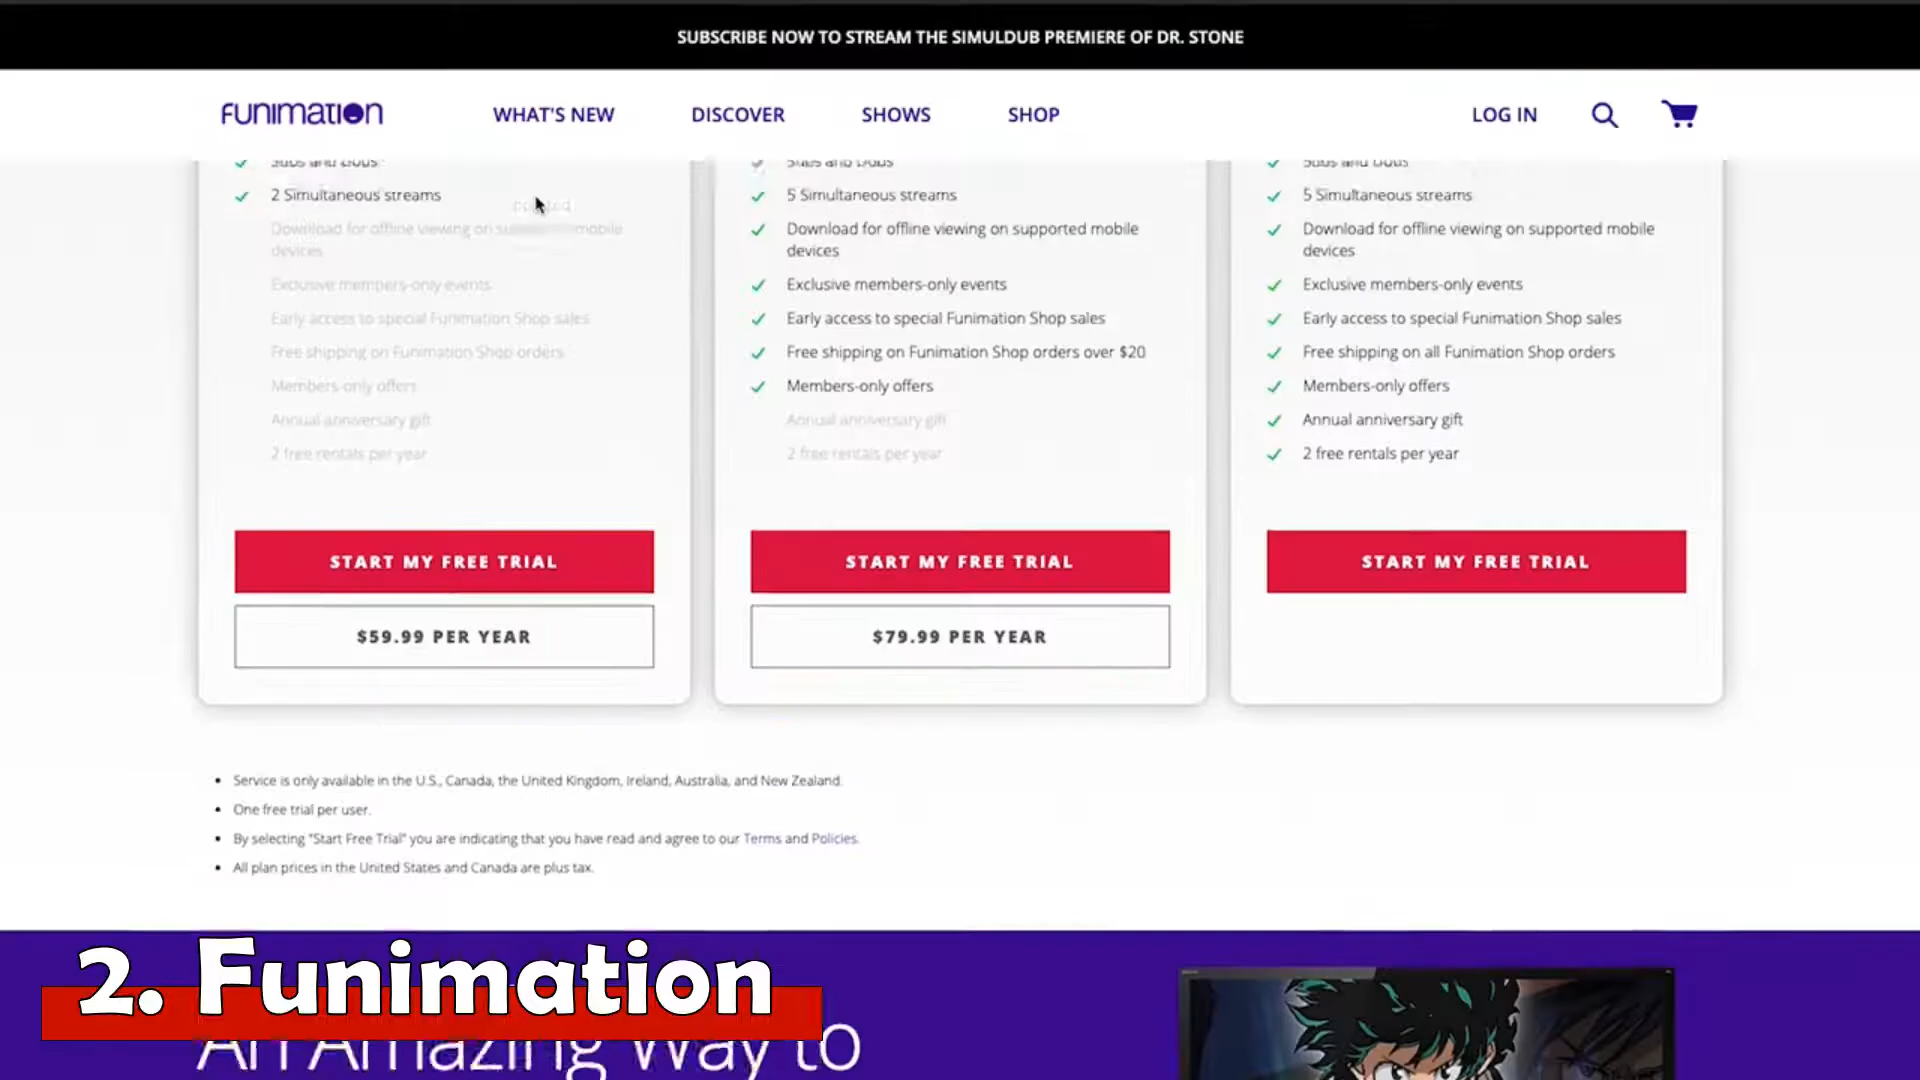 SUBSCRIBE NOW TO STREAM THE SIMULDUB PREMIERE OF DR. STONE
FUNIMATION
WHAT'S NEW
DISCOVER
SHOWS
SHOP
LOG IN
Subs and Dubs
2 Simultaneous streams
Download for offline viewing on supported mobile
devices
Exclusive members-only events
Early access to special Funimation Shop sales
Free shipping on Funimation Shop orders
Members-only offers
Annual anniversary gift
2 free rentals per year
START MY FREE TRIAL
$59.99 PER YEAR
Subs and Dubs
5 Simultaneous streams
Download for offline viewing on supported mobile
devices
Exclusive members-only events
Early access to special Funimation Shop sales
Free shipping on Funimation Shop orders over $20
Members-only offers
Annual anniversary gift
2 free rentals per year
START MY FREE TRIAL
$79.99 PER YEAR
Subs and Dubs
5 Simultaneous streams
Download for offline viewing on supported mobile
devices
Exclusive members-only events
Early access to special Funimation Shop sales
Free shipping on all Funimation Shop orders
Members-only offers
Annual anniversary gift
2 free rentals per year
START MY FREE TRIAL
Service is only available in the U.S., Canada, the United Kingdom, Ireland, Australia, and New Zealand.
One free trial per user.
By selecting "Start Free Trial" you are indicating that you have read and agree to our Terms and Policies.
All plan prices in the United States and Canada are plus tax.
2. Funimation
An Amazing Way to